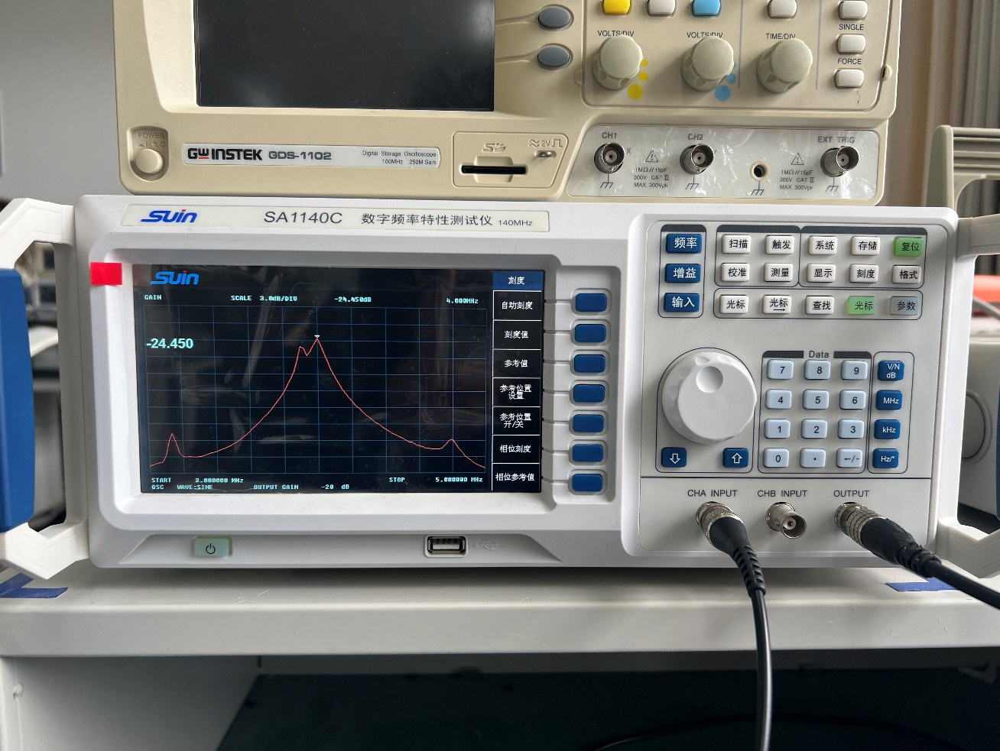 SINGLE
VOLTS/DIV
VOLTS/DIV
TIME/DIV
FORCE
POWER
GWINSTEK GDS-1102
Digital Storage Oscilloscope
100MHz 250M Sa/s
≈2V
CH1
X
CH2
EXT TRIG
1MΩ//15pF
300V CAT II
MAX. 300Vpk
1MΩ//15pF
300V CAT II
MAX. 300Vpk
SUIN
SA1140C 数字频率特性测试仪 140MHz
SUIN
GAIN
SCALE 3.0dB/DIV
-24.450dB
4.000MHz
-24.450
START 3.000000 MHz
STOP 5.000000 MHz
OSC WAVE:SINE
OUTPUT GAIN -20 dB
刻度
自动刻度
刻度值
参考值
参考位置
设置
参考位置
开/关
相位刻度
相位参考值
频率
扫描
触发
系统
存储
复位
增益
校准
测量
显示
刻度
格式
输入
光标
光标
→
查找
光标
参数
Data
7
8
9
V/N
dB
4
5
6
MHz
1
2
3
kHz
0
·
←/-
Hz/°
CHA INPUT
CHB INPUT
OUTPUT